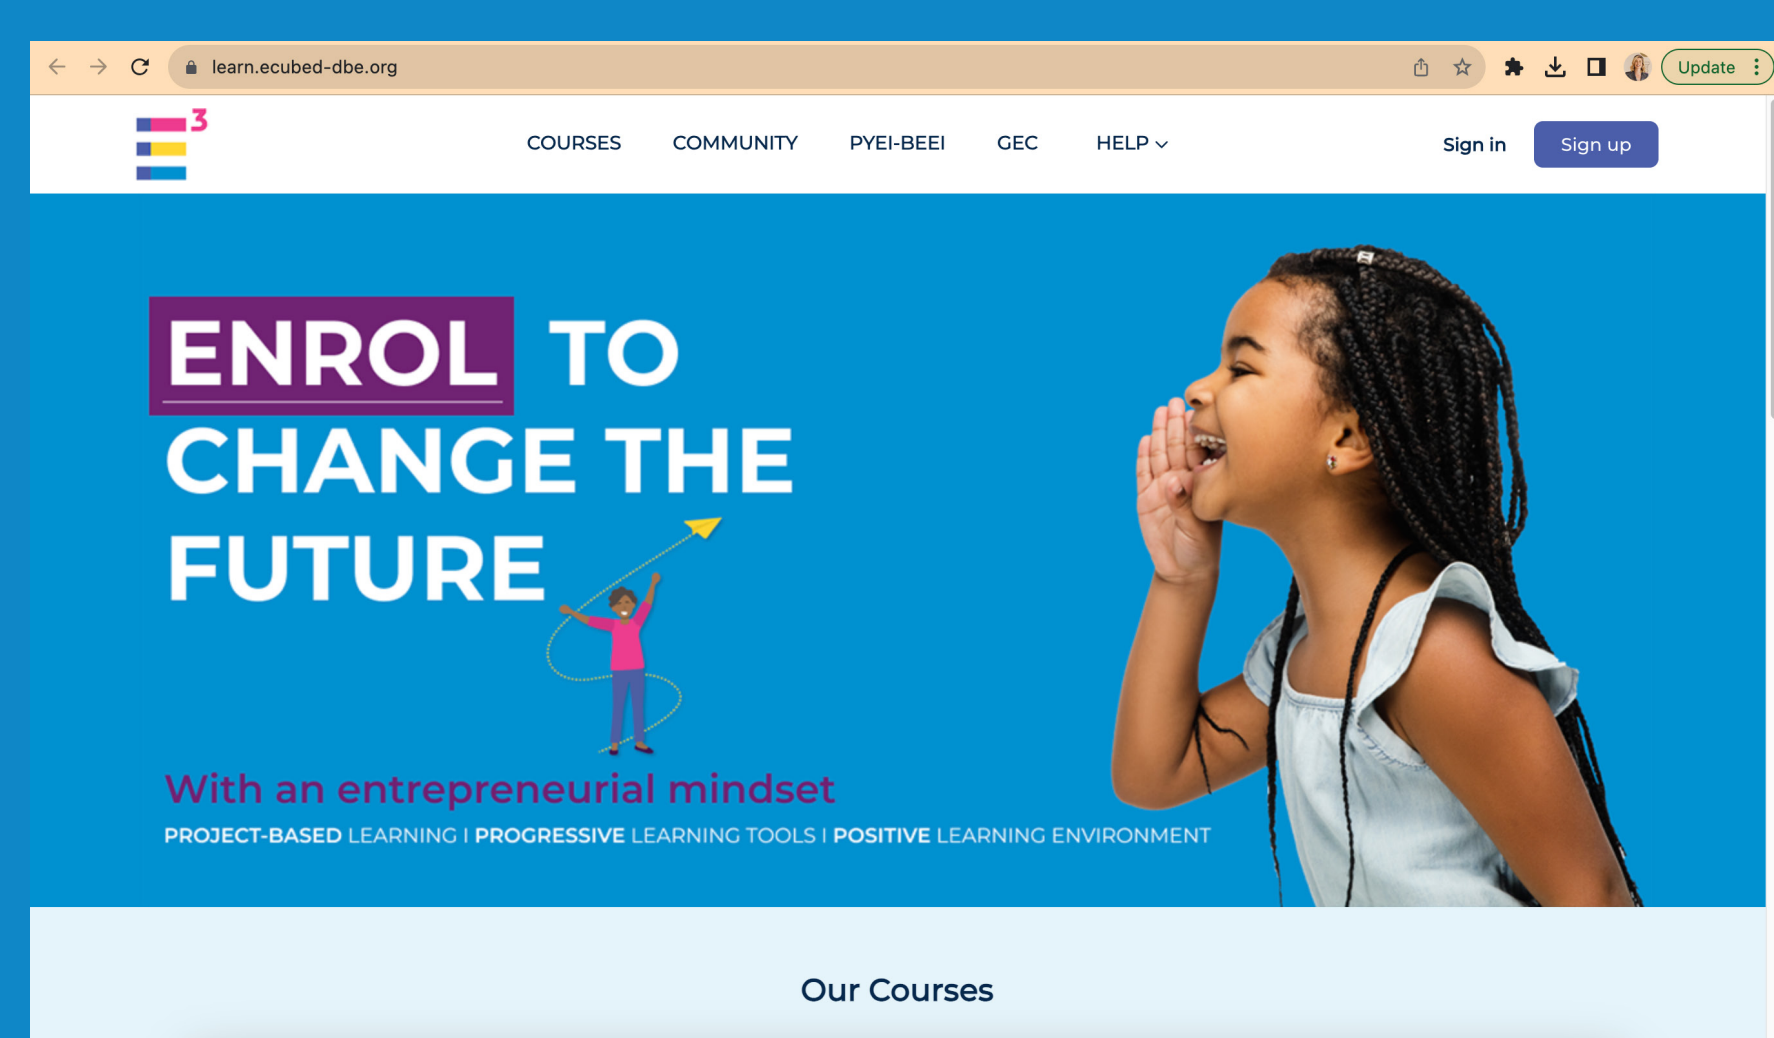 learn.ecubed-dbe.org
Update
3
COURSES COMMUNITY PYEI-BEEI GEC HELP
Sign in Sign up
ENROL TO
CHANGE THE
FUTURE
With an entrepreneurial mindset
PROJECT-BASED LEARNING I PROGRESSIVE LEARNING TOOLS I POSITIVE LEARNING ENVIRONMENT
Our Courses